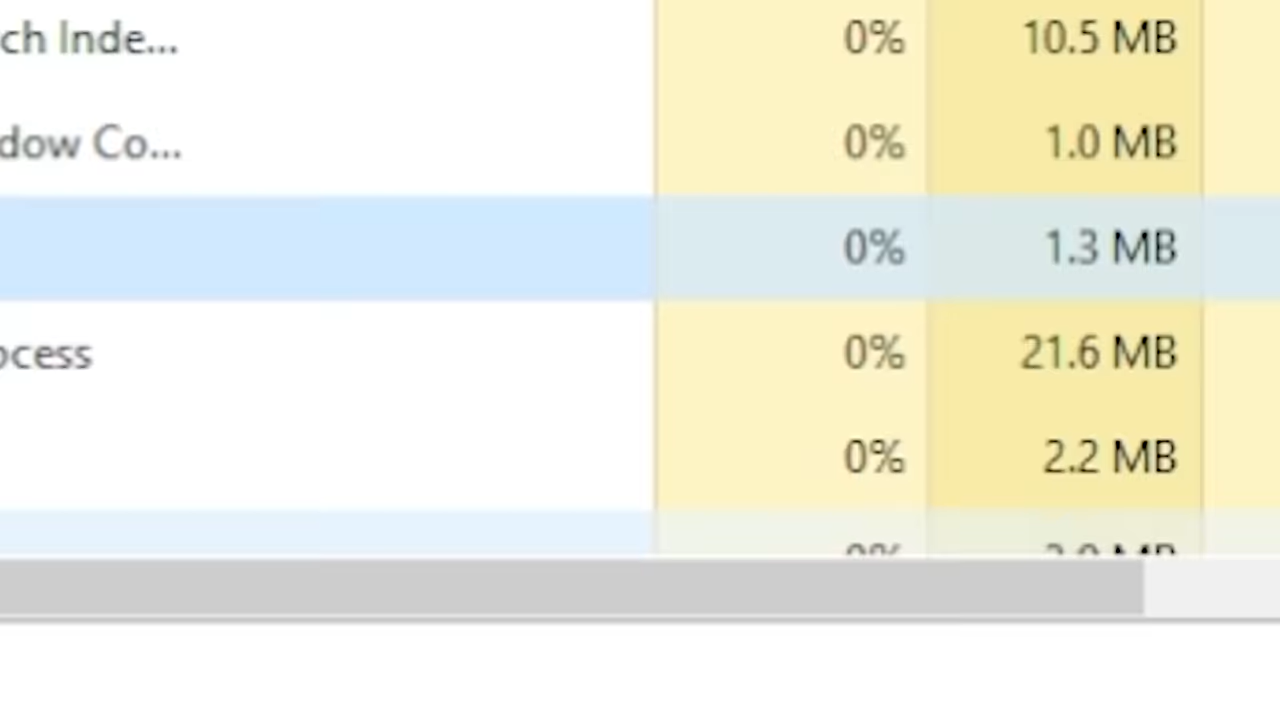 ch Inde... 0% 10.5 MB
dow Co... 0% 1.0 MB
0% 1.3 MB
ocess 0% 21.6 MB
0% 2.2 MB
0%